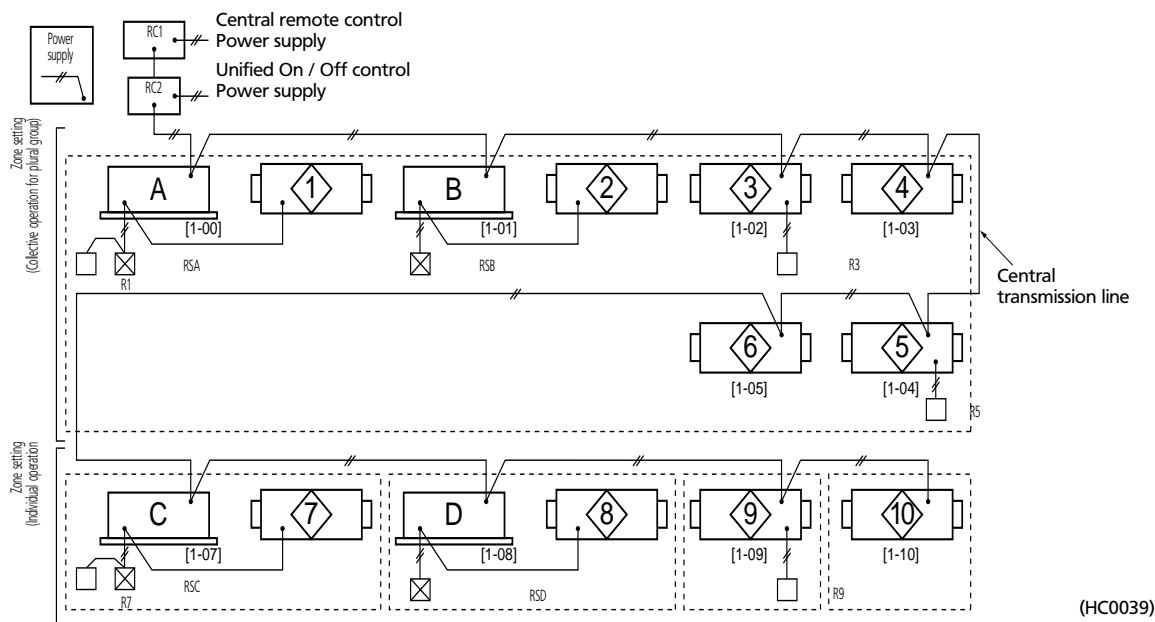 Power
supply
RC1
Central remote control
Power supply
RC2
Unified On / Off control
Power supply
Zone setting
(Collective operation for plural group)
A
1
B
2
3
4
[1-00]
[1-01]
[1-02]
[1-03]
R1
RSA
RSB
R3
Central
transmission line
6
5
[1-05]
[1-04]
R5
Zone setting
(Individual operation
C
7
D
8
9
10
[1-07]
[1-08]
[1-09]
[1-10]
R7
RSC
RSD
R9
(HC0039)